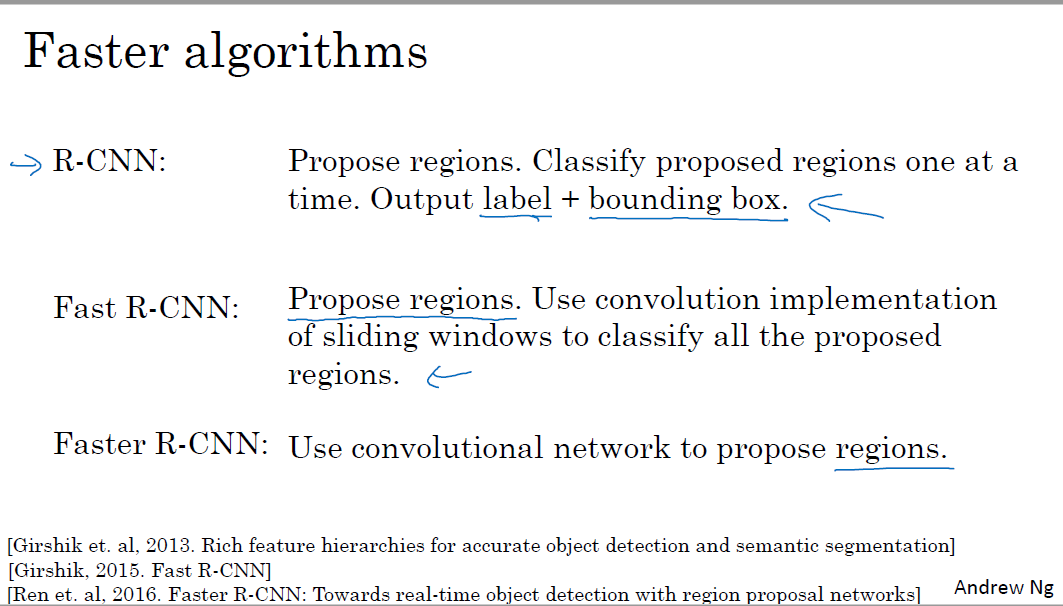 Faster algorithms
R-CNN: Propose regions. Classify proposed regions one at a
time. Output label + bounding box.
Fast R-CNN: Propose regions. Use convolution implementation
of sliding windows to classify all the proposed
regions.
Faster R-CNN: Use convolutional network to propose regions.
[Girshik et. al, 2013. Rich feature hierarchies for accurate object detection and semantic segmentation]
[Girshik, 2015. Fast R-CNN]
[Ren et. al, 2016. Faster R-CNN: Towards real-time object detection with region proposal networks]
Andrew Ng